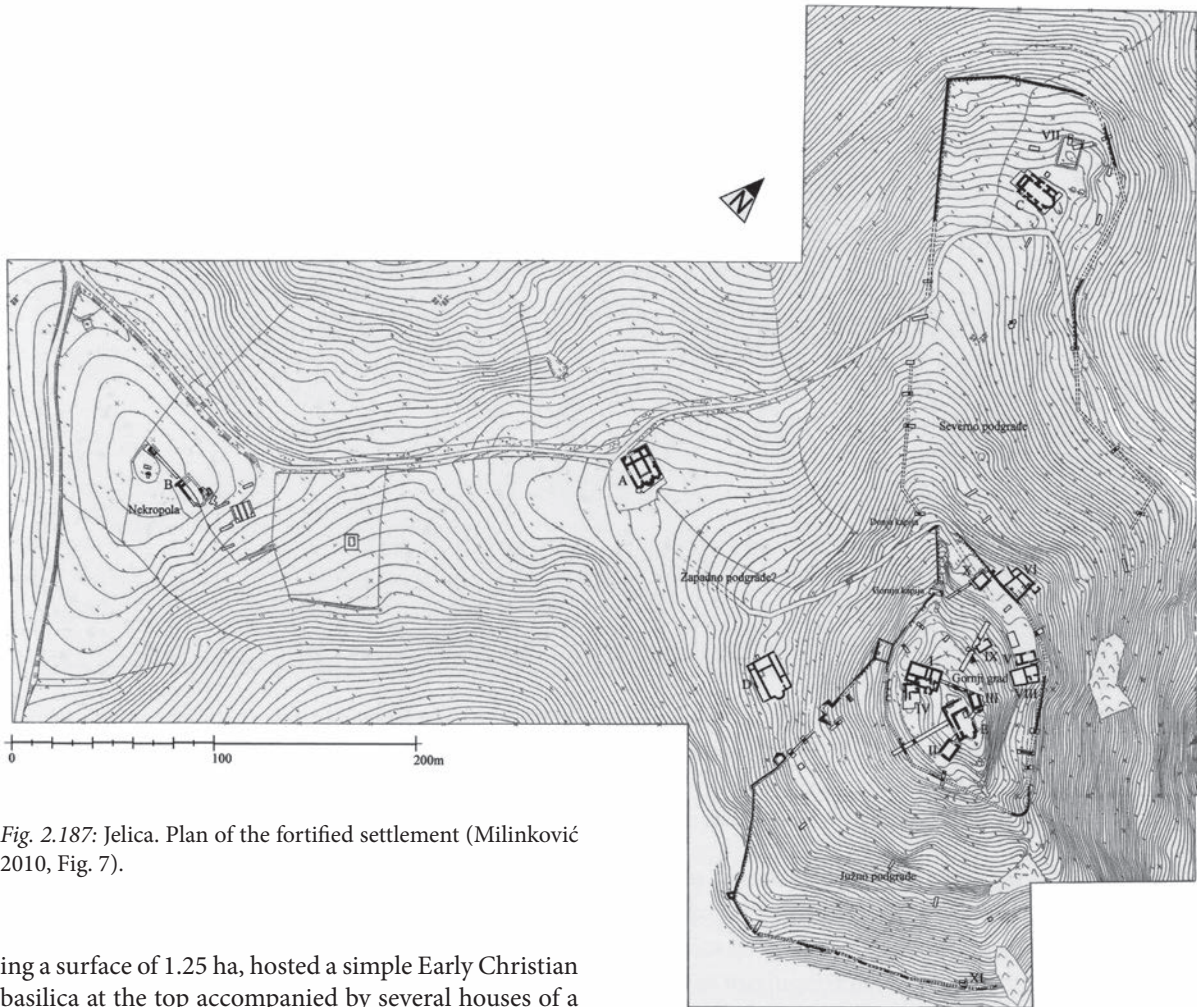 VII
C
N
Severno podgrađe
A
B
Nekropola
Donja kapija
Zapadno podgrađe?
Gornja kapija
X
VI
IX
I
V
Gornji grad
D
VIII
IV
III
E
II
0 100 200m
Fig. 2.187: Jelica. Plan of the fortified settlement (Milinković
2010, Fig. 7).
Južno podgrađe
XI
ing a surface of 1.25 ha, hosted a simple Early Christian
basilica at the top accompanied by several houses of a